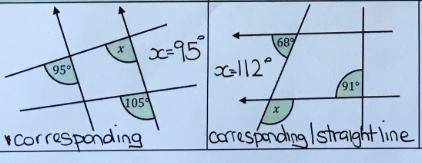 95°
x
x=95°
105°
corresponding
68°
x=112°
91°
x
corresponding/straight line